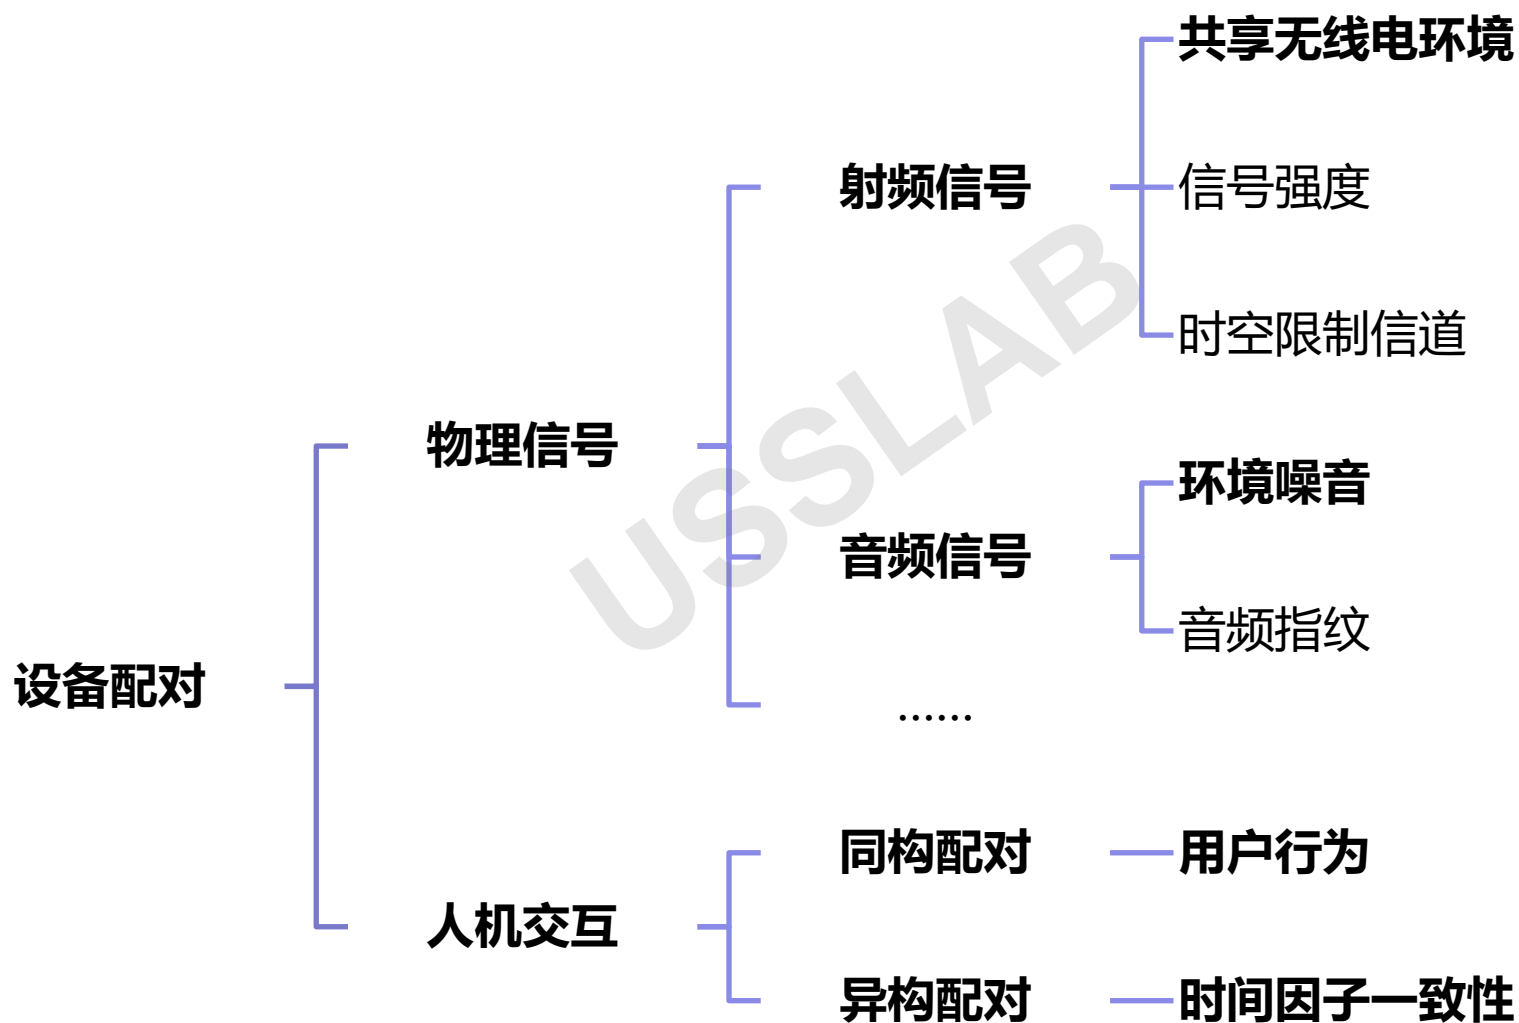 共享无线电环境
射频信号
信号强度
时空限制信道
物理信号
环境噪音
音频信号
音频指纹
设备配对
......
同构配对
用户行为
人机交互
异构配对
时间因子一致性
USSLAB